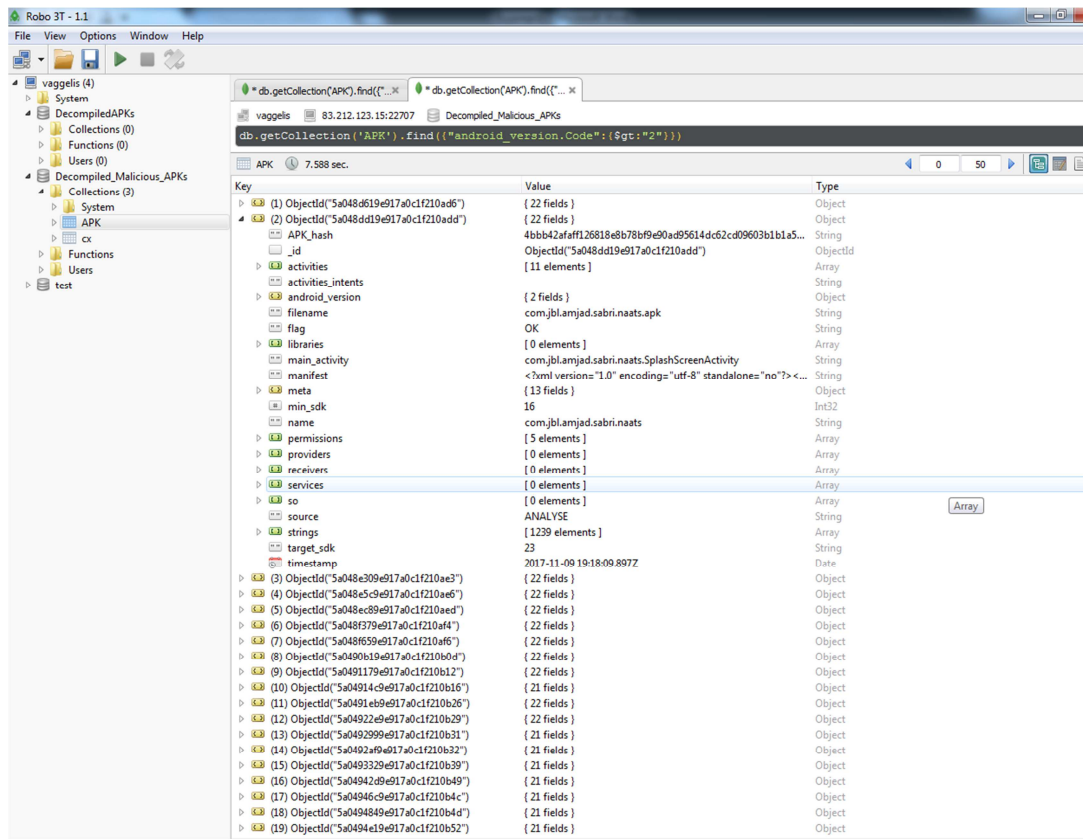 Robo 3T - 1.1
File View Options Window Help
vaggelis (4)
System
DecompiledAPKs
Collections (0)
Functions (0)
Users (0)
Decompiled_Malicious_APKs
Collections (3)
System
APK
cx
Functions
Users
test
* db.getCollection('APK').find({"... * db.getCollection('APK').find({"...
vaggelis 83.212.123.15:22707 Decompiled_Malicious_APKs
db.getCollection('APK').find({"android_version.Code":{$gt:"2"}})
APK 7.588 sec. 0 50
Key Value Type
(1) ObjectId("5a048d619e917a0c1f210ad6") { 22 fields } Object
(2) ObjectId("5a048dd19e917a0c1f210add") { 22 fields } Object
APK_hash 4bbb42afaff126818e8b78bf9e90ad95614dc62cd09603b1b1a5... String
_id ObjectId("5a048dd19e917a0c1f210add") ObjectId
activities [ 11 elements ] Array
activities_intents String
android_version { 2 fields } Object
filename com.jbl.amjad.sabri.naats.apk String
flag OK String
libraries [ 0 elements ] Array
main_activity com.jbl.amjad.sabri.naats.SplashScreenActivity String
manifest <?xml version="1.0" encoding="utf-8" standalone="no"?><... String
meta { 13 fields } Object
min_sdk 16 Int32
name com.jbl.amjad.sabri.naats String
permissions [ 5 elements ] Array
providers [ 0 elements ] Array
receivers [ 0 elements ] Array
services [ 0 elements ] Array
so [ 0 elements ] Array
Array
source ANALYSE String
strings [ 1239 elements ] Array
target_sdk 23 String
timestamp 2017-11-09 19:18:09.897Z Date
(3) ObjectId("5a048e309e917a0c1f210ae3") { 22 fields } Object
(4) ObjectId("5a048e5c9e917a0c1f210ae6") { 22 fields } Object
(5) ObjectId("5a048ec89e917a0c1f210aed") { 22 fields } Object
(6) ObjectId("5a048f379e917a0c1f210af4") { 22 fields } Object
(7) ObjectId("5a048f659e917a0c1f210af6") { 22 fields } Object
(8) ObjectId("5a0490b19e917a0c1f210b0d") { 22 fields } Object
(9) ObjectId("5a0491179e917a0c1f210b12") { 22 fields } Object
(10) ObjectId("5a04914c9e917a0c1f210b16") { 21 fields } Object
(11) ObjectId("5a0491eb9e917a0c1f210b26") { 22 fields } Object
(12) ObjectId("5a04922e9e917a0c1f210b29") { 22 fields } Object
(13) ObjectId("5a0492999e917a0c1f210b31") { 21 fields } Object
(14) ObjectId("5a0492af9e917a0c1f210b32") { 21 fields } Object
(15) ObjectId("5a0493329e917a0c1f210b39") { 21 fields } Object
(16) ObjectId("5a04942d9e917a0c1f210b49") { 21 fields } Object
(17) ObjectId("5a04946c9e917a0c1f210b4c") { 21 fields } Object
(18) ObjectId("5a0494849e917a0c1f210b4d") { 21 fields } Object
(19) ObjectId("5a0494e19e917a0c1f210b52") { 21 fields } Object